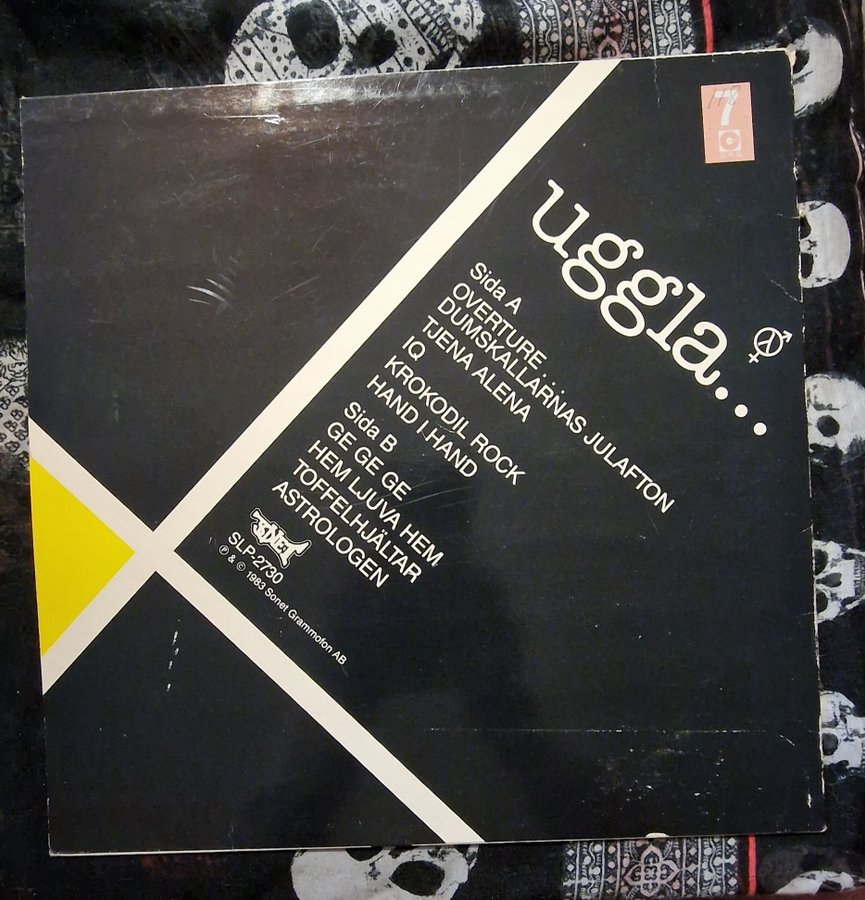 7
uggla...
Sida A
OVERTURE
DUMSKALLARNAS JULAFTON
TJENA ALENA
IQ
KROKODIL ROCK
HAND I HAND
Sida B
GE GE GE
HEM LJUVA HEM
TOFFELHJÄLTAR
ASTROLOGEN
SONET
SLP-2730
℗ & © 1983 Sonet Grammofon AB